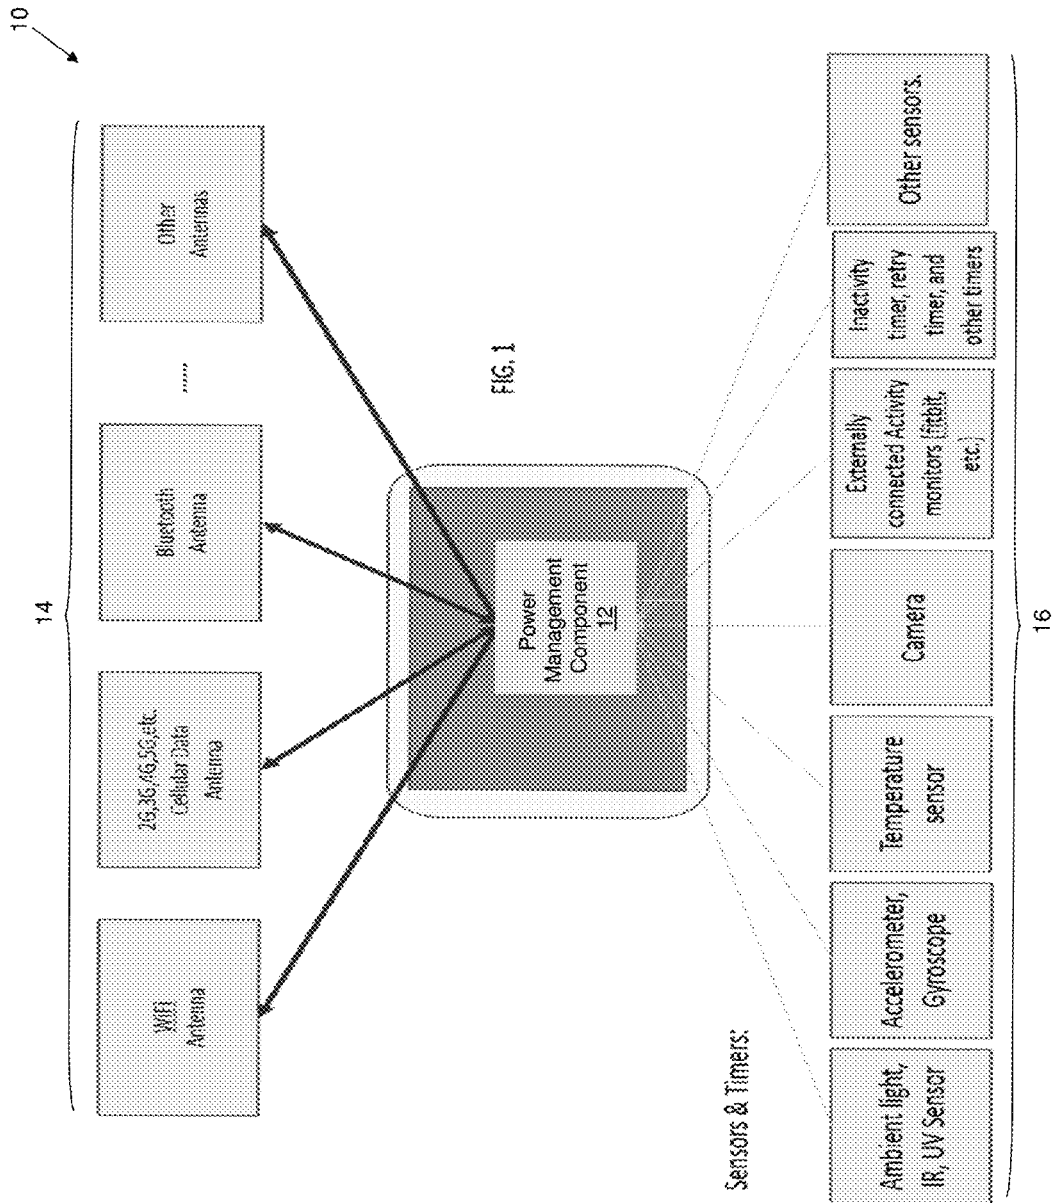 10
14
WiFi
Antenna
2G,3G,4G,5G,etc.
Cellular Data
Antenna
Bluetooth
Antenna
......
Other
Antennas
Power
Management
Component
12
FIG. 1
Sensors & Timers:
Ambient light,
IR, UV Sensor
Accelerometer,
Gyroscope
Temperature
sensor
Camera
Externally
connected Activity
monitors (fitbit,
etc.)
Inactivity
timer, retry
timer, and
other timers
Other sensors.
16